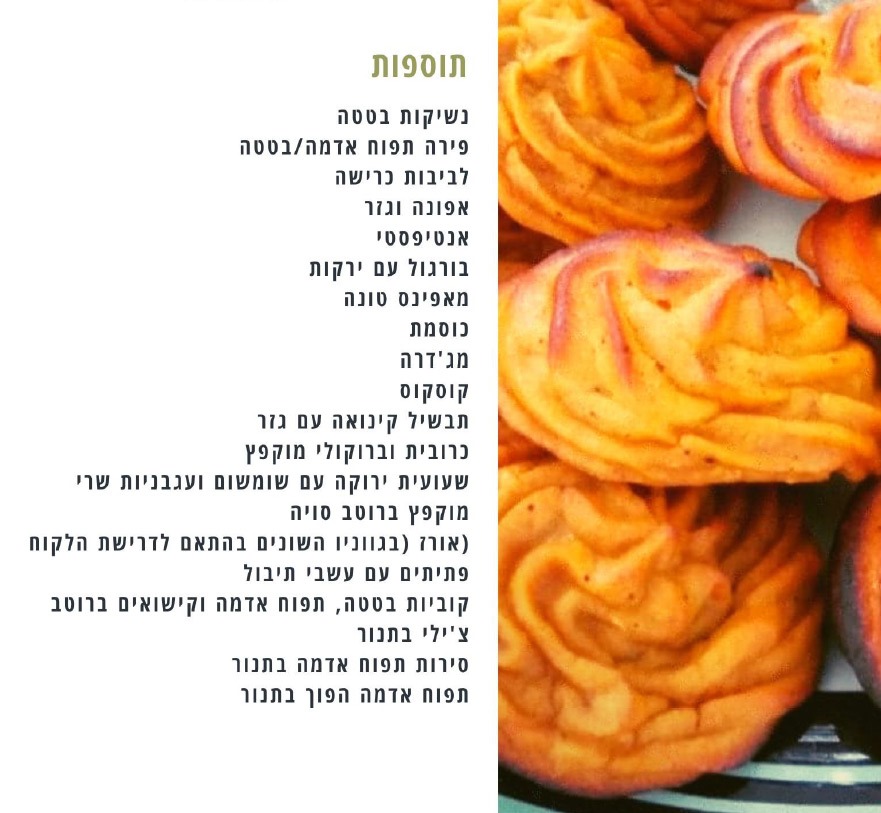 תוספות
נשיקות בטטה
פירה תפוח אדמה/בטטה
לביבות כרישה
אפונה וגזר
אנטיפסטי
בורגול עם ירקות
מאפינס טונה
כוסמת
מג'דרה
קוסקוס
תבשיל קינואה עם גזר
כרובית וברוקולי מוקפץ
שעועית ירוקה עם שומשום ועגבניות שרי
מוקפץ ברוטב סויה
(אורז (בגווניו השונים בהתאם לדרישת הלקוח
פתיתים עם עשבי תיבול
קוביות בטטה, תפוח אדמה וקישואים ברוטב
צ'ילי בתנור
סירות תפוח אדמה בתנור
תפוח אדמה הפוך בתנור